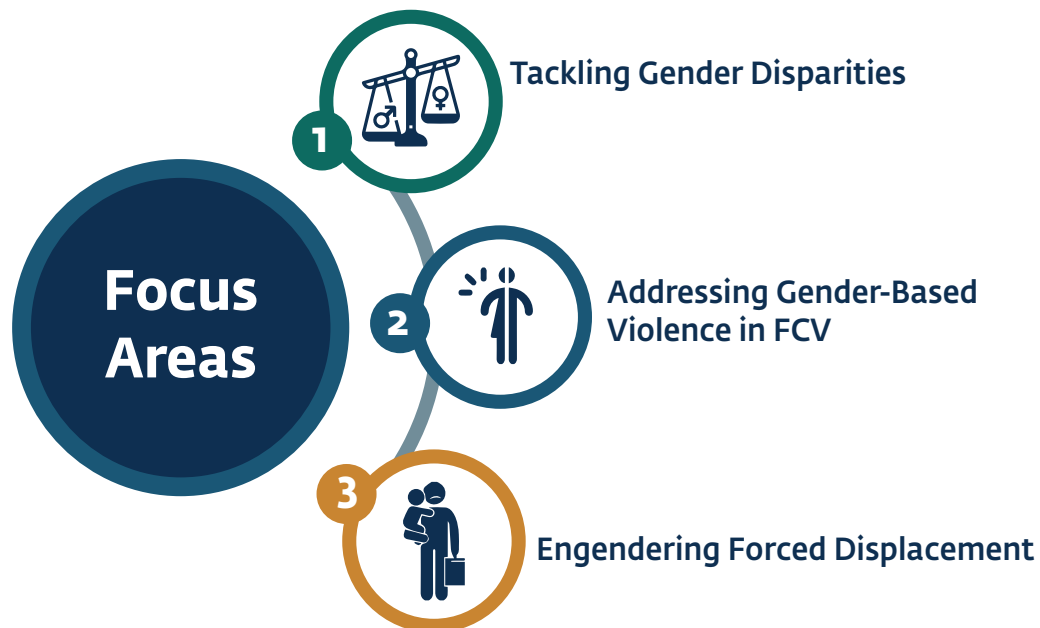 Focus
Areas
1
Tackling Gender Disparities
2
Addressing Gender-Based
Violence in FCV
3
Engendering Forced Displacement